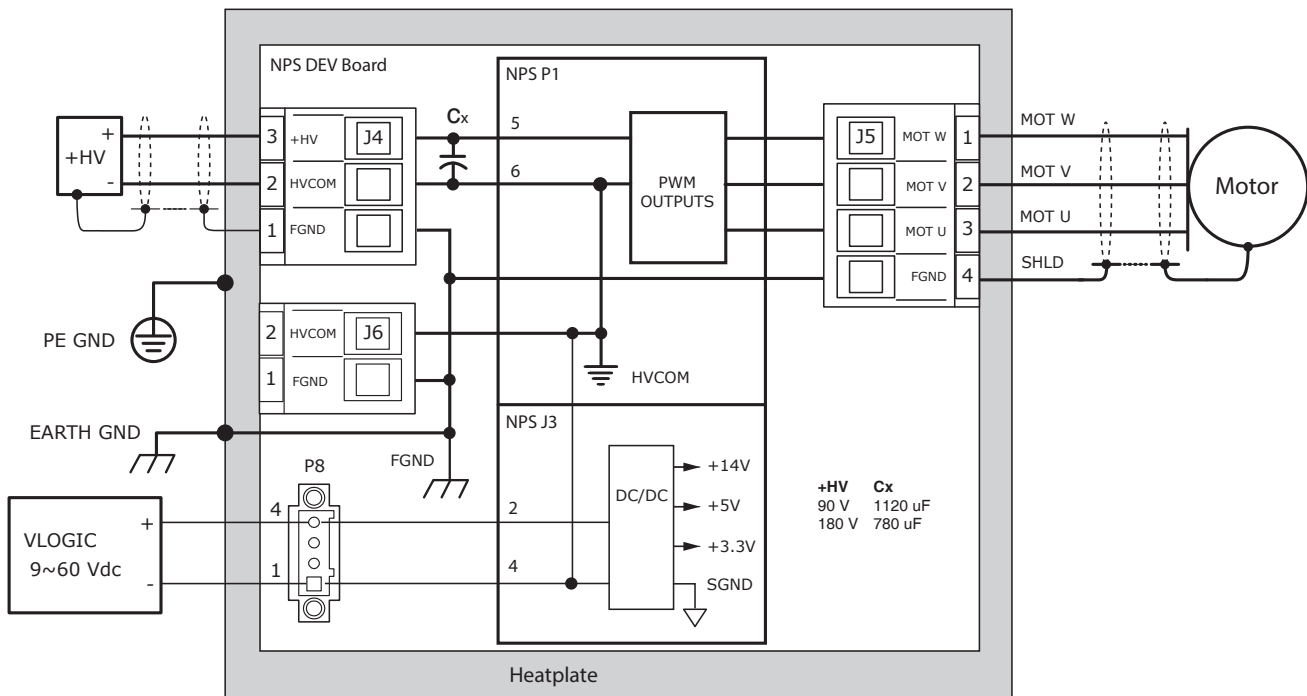 NPS DEV Board
NPS P1
+
+HV
-
3 +HV J4
2 HVCOM
1 FGND
Cx
5
6
PWM
OUTPUTS
J5 MOT W 1
MOT V 2
MOT U 3
FGND 4
MOT W
MOT V
MOT U
SHLD
Motor
PE GND
2 HVCOM J6
1 FGND
HVCOM
EARTH GND
FGND
NPS J3
P8
4
1
VLOGIC
9~60 Vdc
+
-
2
4
DC/DC
+14V
+5V
+3.3V
SGND
+HV Cx
90 V 1120 uF
180 V 780 uF
Heatplate